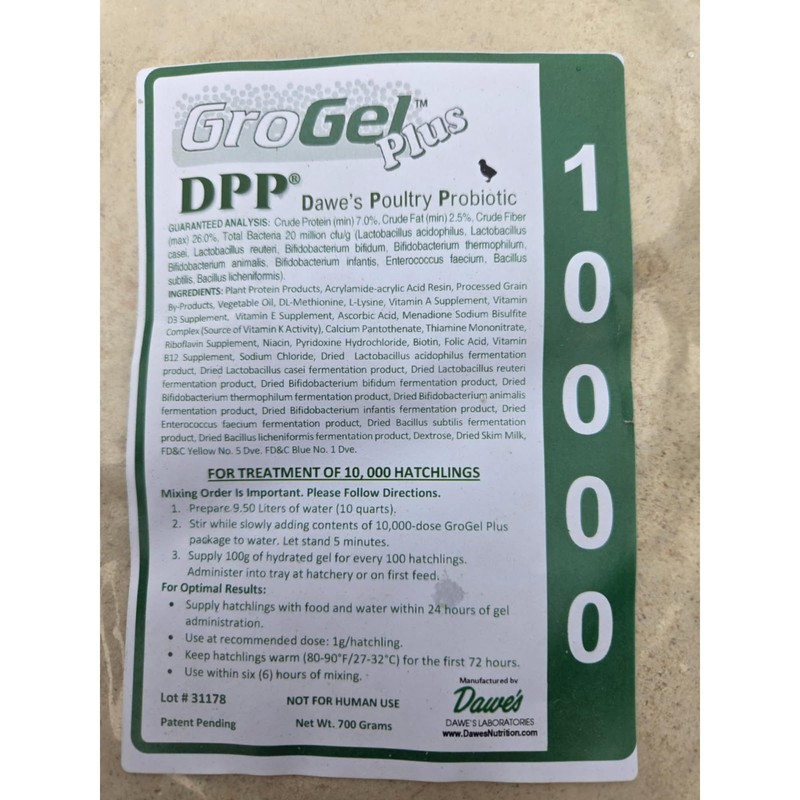 GroGel™ Plus
DPP® Dawe's Poultry Probiotic
GUARANTEED ANALYSIS: Crude Protein (min) 7.0%, Crude Fat (min) 2.5%, Crude Fiber
(max) 26.0%, Total Bacteria 20 million cfu/g (Lactobacillus acidophilus, Lactobacillus
casei, Lactobacillus reuteri, Bifidobacterium bifidum, Bifidobacterium thermophilum,
Bifidobacterium animalis, Bifidobacterium infantis, Enterococcus faecium, Bacillus
subtilis, Bacillus licheniformis).
INGREDIENTS: Plant Protein Products, Acrylamide-acrylic Acid Resin, Processed Grain
By-Products, Vegetable Oil, DL-Methionine, L-Lysine, Vitamin A Supplement, Vitamin
D3 Supplement, Vitamin E Supplement, Ascorbic Acid, Menadione Sodium Bisulfite
Complex (Source of Vitamin K Activity), Calcium Pantothenate, Thiamine Mononitrate,
Riboflavin Supplement, Niacin, Pyridoxine Hydrochloride, Biotin, Folic Acid, Vitamin
B12 Supplement, Sodium Chloride, Dried Lactobacillus acidophilus fermentation
product, Dried Lactobacillus casei fermentation product, Dried Lactobacillus reuteri
fermentation product, Dried Bifidobacterium bifidum fermentation product, Dried
Bifidobacterium thermophilum fermentation product, Dried Bifidobacterium animalis
fermentation product, Dried Bifidobacterium infantis fermentation product, Dried
Enterococcus faecium fermentation product, Dried Bacillus subtilis fermentation
product, Dried Bacillus licheniformis fermentation product, Dextrose, Dried Skim Milk,
FD&C Yellow No. 5 Dye. FD&C Blue No. 1 Dye.
FOR TREATMENT OF 10, 000 HATCHLINGS
Mixing Order Is Important. Please Follow Directions.
1. Prepare 9.50 Liters of water (10 quarts).
2. Stir while slowly adding contents of 10,000-dose GroGel Plus
package to water. Let stand 5 minutes.
3. Supply 100g of hydrated gel for every 100 hatchlings.
Administer into tray at hatchery or on first feed.
For Optimal Results:
• Supply hatchlings with food and water within 24 hours of gel
administration.
• Use at recommended dose: 1g/hatchling.
• Keep hatchlings warm (80-90°F/27-32°C) for the first 72 hours.
• Use within six (6) hours of mixing.
Lot # 31178
NOT FOR HUMAN USE
Patent Pending
Net Wt. 700 Grams
Manufactured by
Dawe's
DAWE'S LABORATORIES
www.DawesNutrition.com
10000